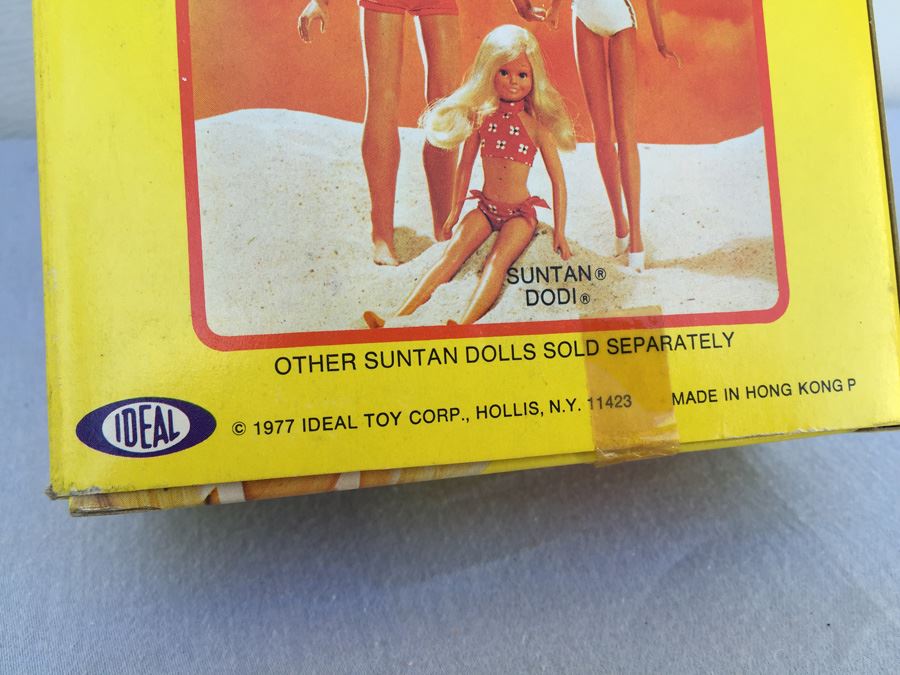 SUNTAN®
DODI®
OTHER SUNTAN DOLLS SOLD SEPARATELY
IDEAL
© 1977 IDEAL TOY CORP., HOLLIS, N.Y. 11423 MADE IN HONG KONG P